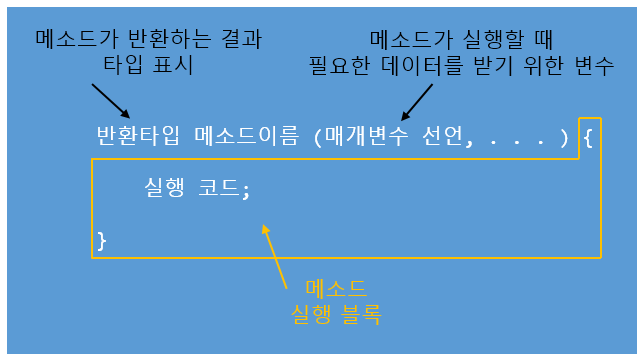 메소드가 반환하는 결과
타입 표시
메소드가 실행할 때
필요한 데이터를 받기 위한 변수
반환타입 메소드이름 (매개변수 선언, . . . ) {
실행 코드;
}
메소드
실행 블록